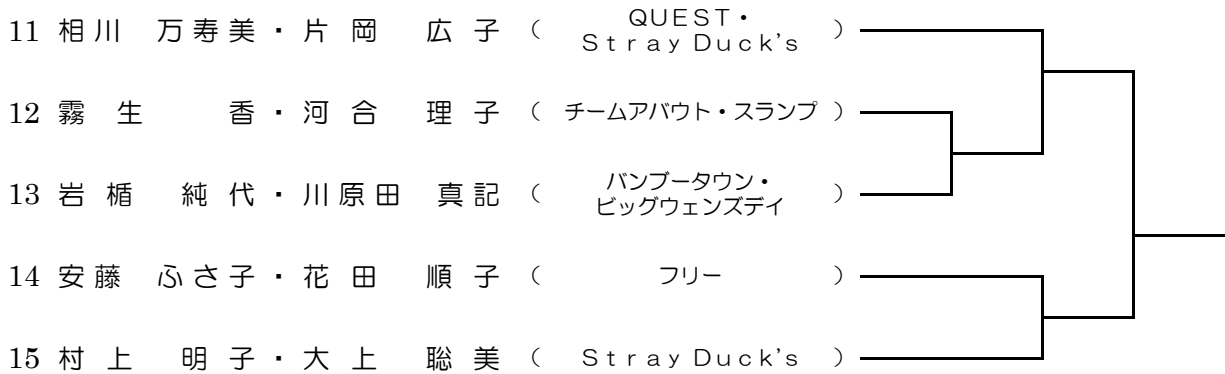 11 相川 万寿美・片岡 広子 ( QUEST・
Stray Duck's )
12 霧生 香・河合 理子 ( チームアバウト・スランプ )
13 岩楯 純代・川原田 真記 ( バンブータウン・
ビッグウェンズデイ )
14 安藤 ふさ子・花田 順子 ( フリー )
15 村上 明子・大上 聡美 ( Stray Duck's )